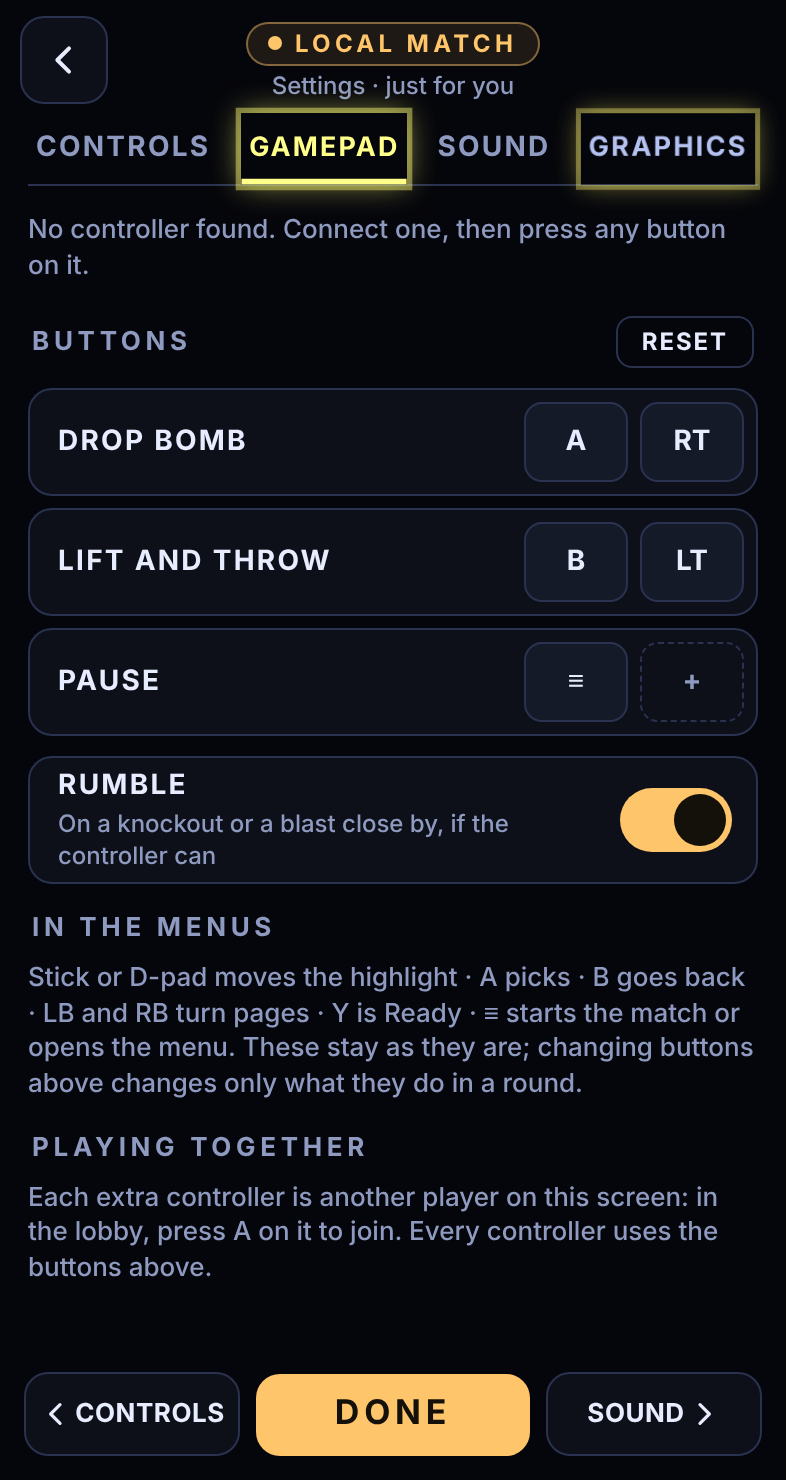 LOCAL MATCH
Settings · just for you
CONTROLS GAMEPAD SOUND GRAPHICS
No controller found. Connect one, then press any button
on it.
BUTTONS RESET
DROP BOMB A RT
LIFT AND THROW B LT
PAUSE ≡ +
RUMBLE
On a knockout or a blast close by, if the
controller can
IN THE MENUS
Stick or D-pad moves the highlight · A picks · B goes back
· LB and RB turn pages · Y is Ready · ≡ starts the match or
opens the menu. These stay as they are; changing buttons
above changes only what they do in a round.
PLAYING TOGETHER
Each extra controller is another player on this screen: in
the lobby, press A on it to join. Every controller uses the
buttons above.
CONTROLS DONE SOUND